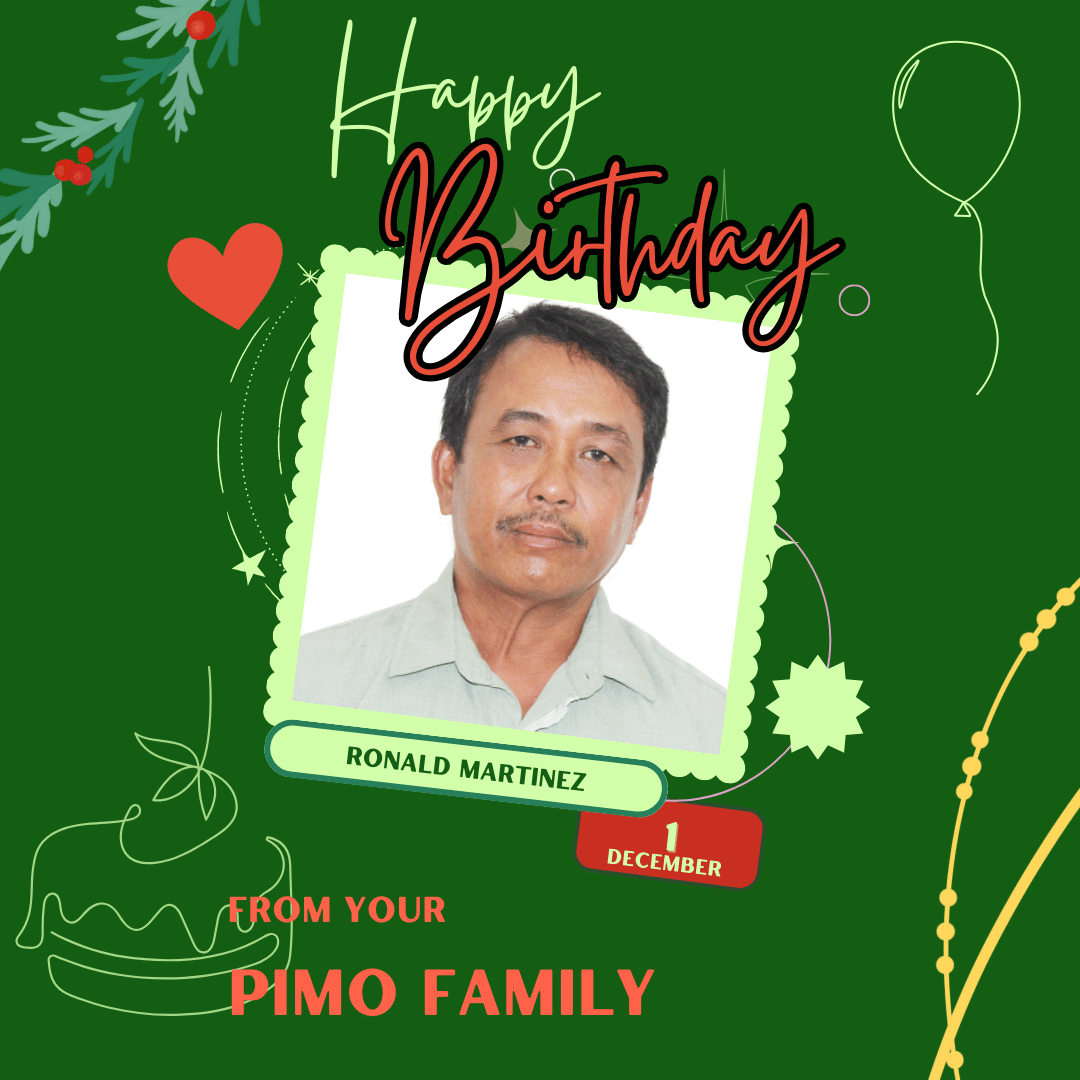 Happy
Birthday
RONALD MARTINEZ
1
DECEMBER
FROM YOUR
PIMO FAMILY